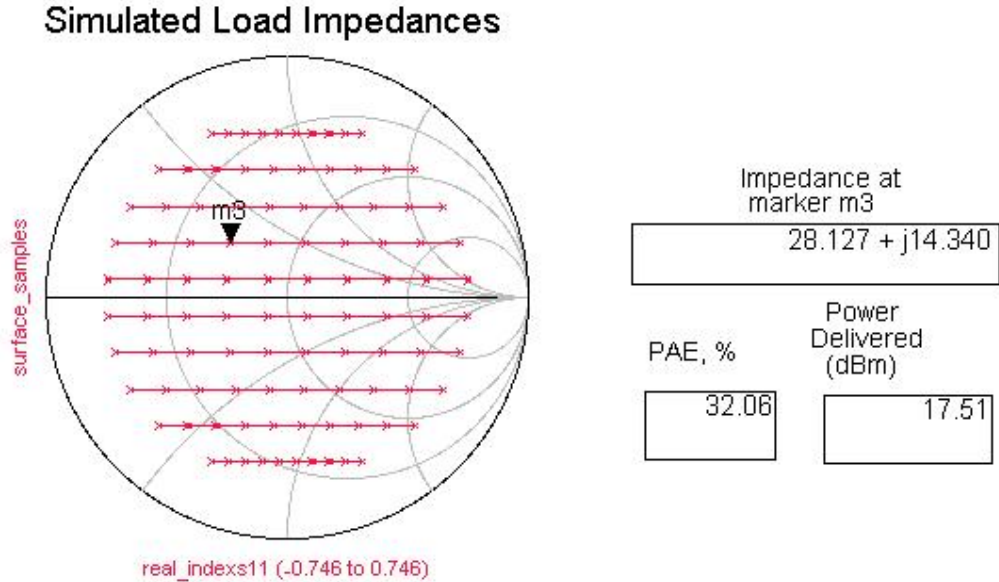 Simulated Load Impedances
m3
surface_samples
real_indexs11 (-0.746 to 0.746)
Impedance at
marker m3
28.127 + j14.340
PAE, %
32.06
Power
Delivered
(dBm)
17.51